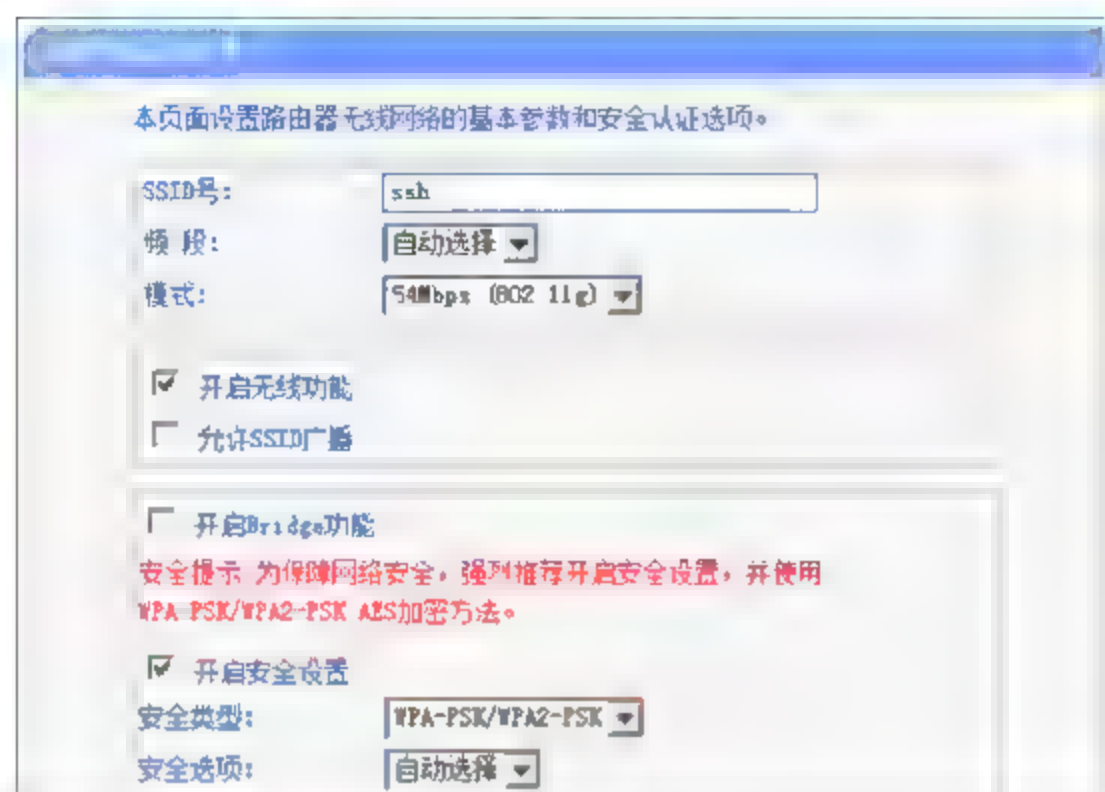 本页面设置路由器无线网络的基本参数和安全认证选项。
SSID号: ssh
频 段: 自动选择
模式: 54Mbps (802 11g)
开启无线功能
允许SSID广播
开启Bridge功能
安全提示 为保障网络安全，强烈推荐开启安全设置，并使用
WPA-PSK/WPA2-PSK AES加密方法。
开启安全设置
安全类型: WPA-PSK/WPA2-PSK
安全选项: 自动选择